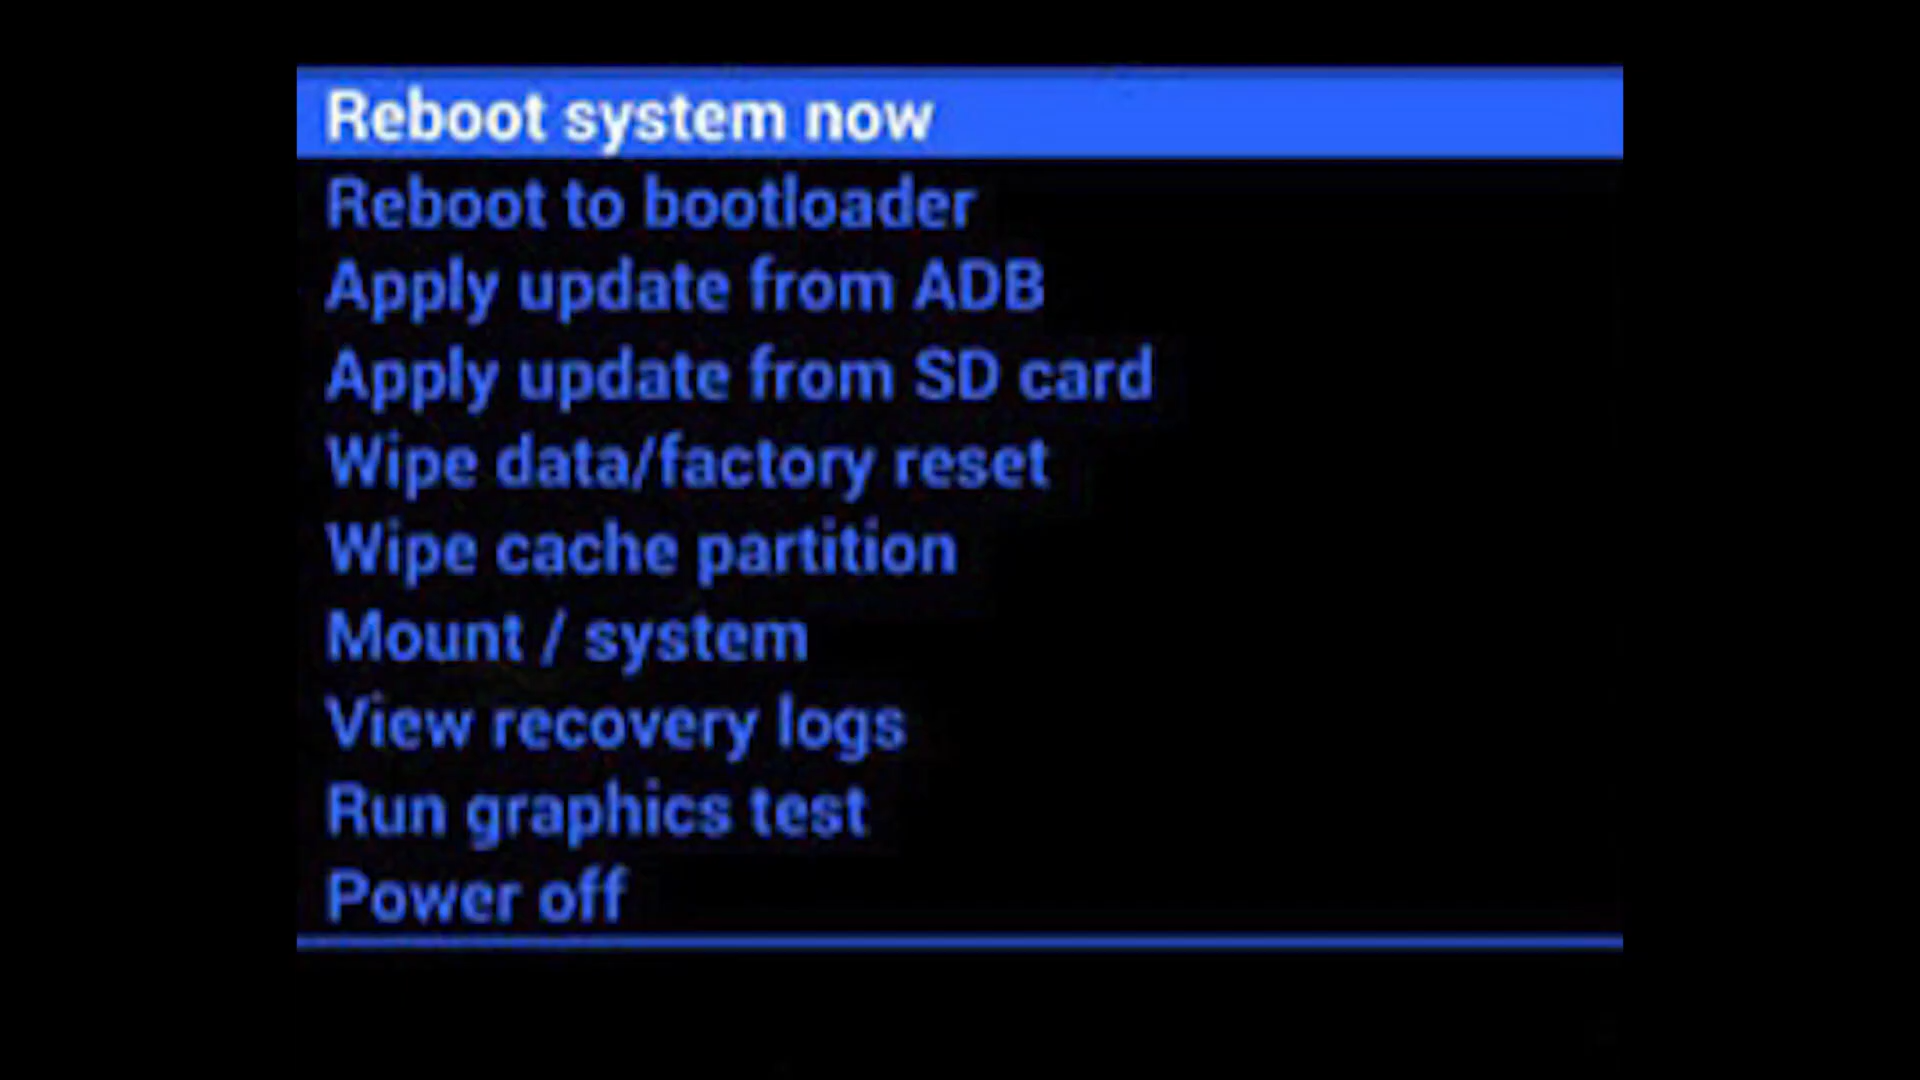 Reboot system now
Reboot to bootloader
Apply update from ADB
Apply update from SD card
Wipe data/factory reset
Wipe cache partition
Mount / system
View recovery logs
Run graphics test
Power off